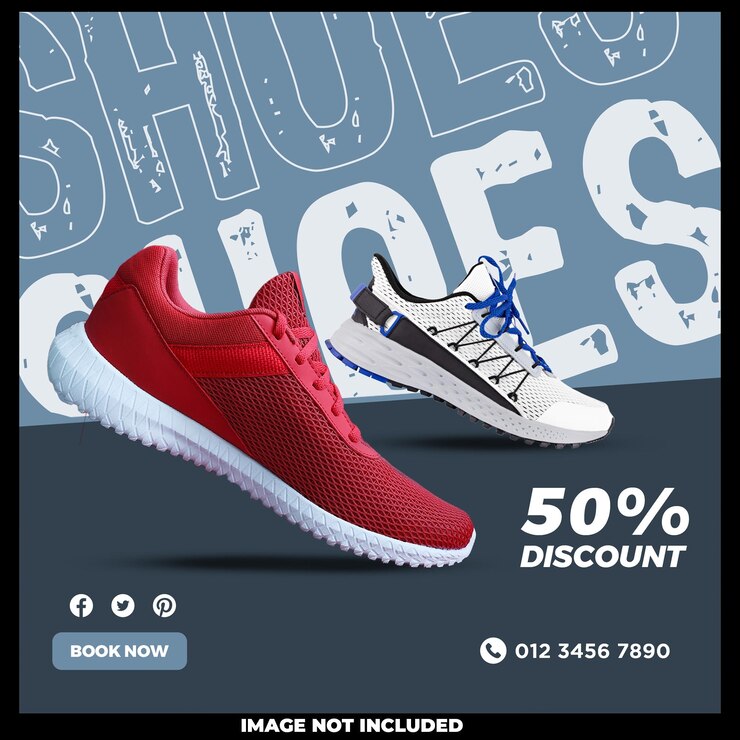 SHOES
SHOES
50%
DISCOUNT
BOOK NOW
012 3456 7890
IMAGE NOT INCLUDED